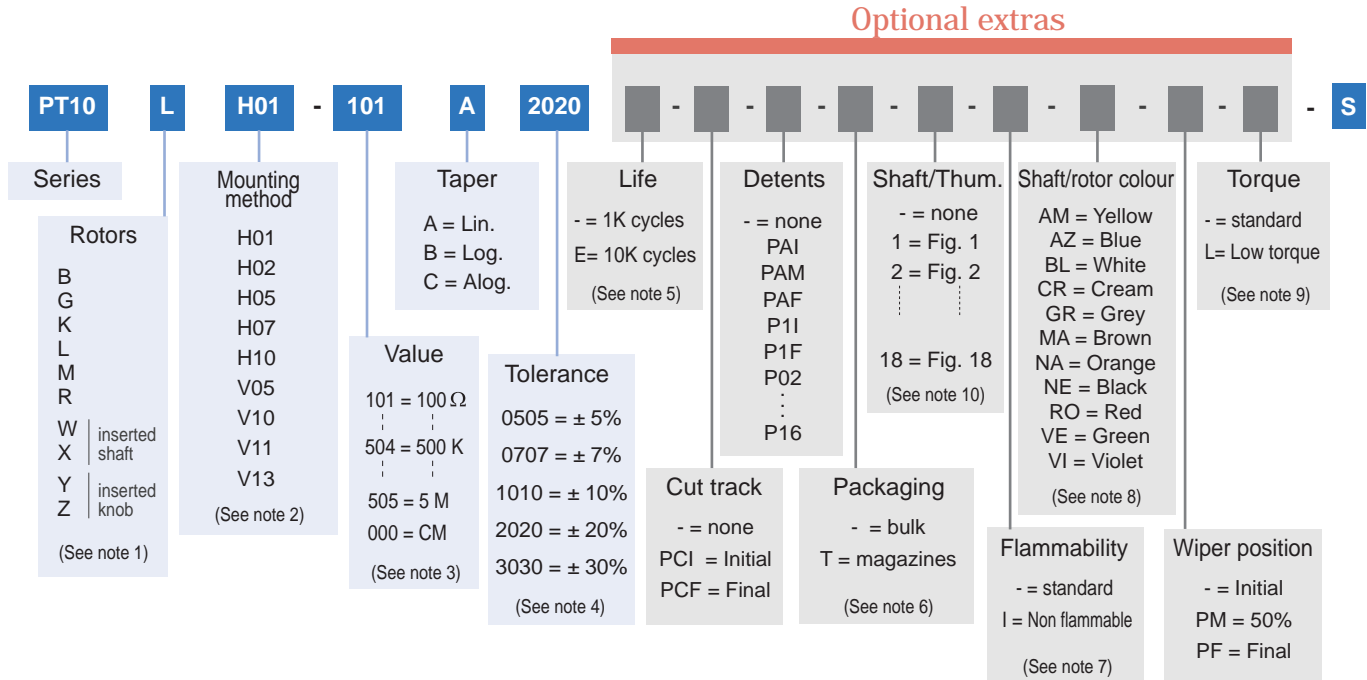 Optional extras
PT10 L H01 - 101 A 2020 - - - - - - - - - S
Series
Rotors
B
G
K
L
M
R
W
X
inserted
shaft
Y
Z
inserted
knob
(See note 1)
Mounting
method
H01
H02
H05
H07
H10
V05
V10
V11
V13
(See note 2)
Value
101 = 100 Ω
504 = 500 K
505 = 5 M
000 = CM
(See note 3)
Taper
A = Lin.
B = Log.
C = Alog.
Tolerance
0505 = ± 5%
0707 = ± 7%
1010 = ± 10%
2020 = ± 20%
3030 = ± 30%
(See note 4)
Life
- = 1K cycles
E= 10K cycles
(See note 5)
Cut track
- = none
PCI = Initial
PCF = Final
Detents
- = none
PAI
PAM
PAF
P1I
P1F
P02
:
:
P16
Packaging
- = bulk
T = magazines
(See note 6)
Shaft/Thum.
- = none
1 = Fig. 1
2 = Fig. 2
18 = Fig. 18
(See note 10)
Flammability
- = standard
I = Non flammable
(See note 7)
Shaft/rotor colour
AM = Yellow
AZ = Blue
BL = White
CR = Cream
GR = Grey
MA = Brown
NA = Orange
NE = Black
RO = Red
VE = Green
VI = Violet
(See note 8)
Wiper position
- = Initial
PM = 50%
PF = Final
Torque
- = standard
L= Low torque
(See note 9)